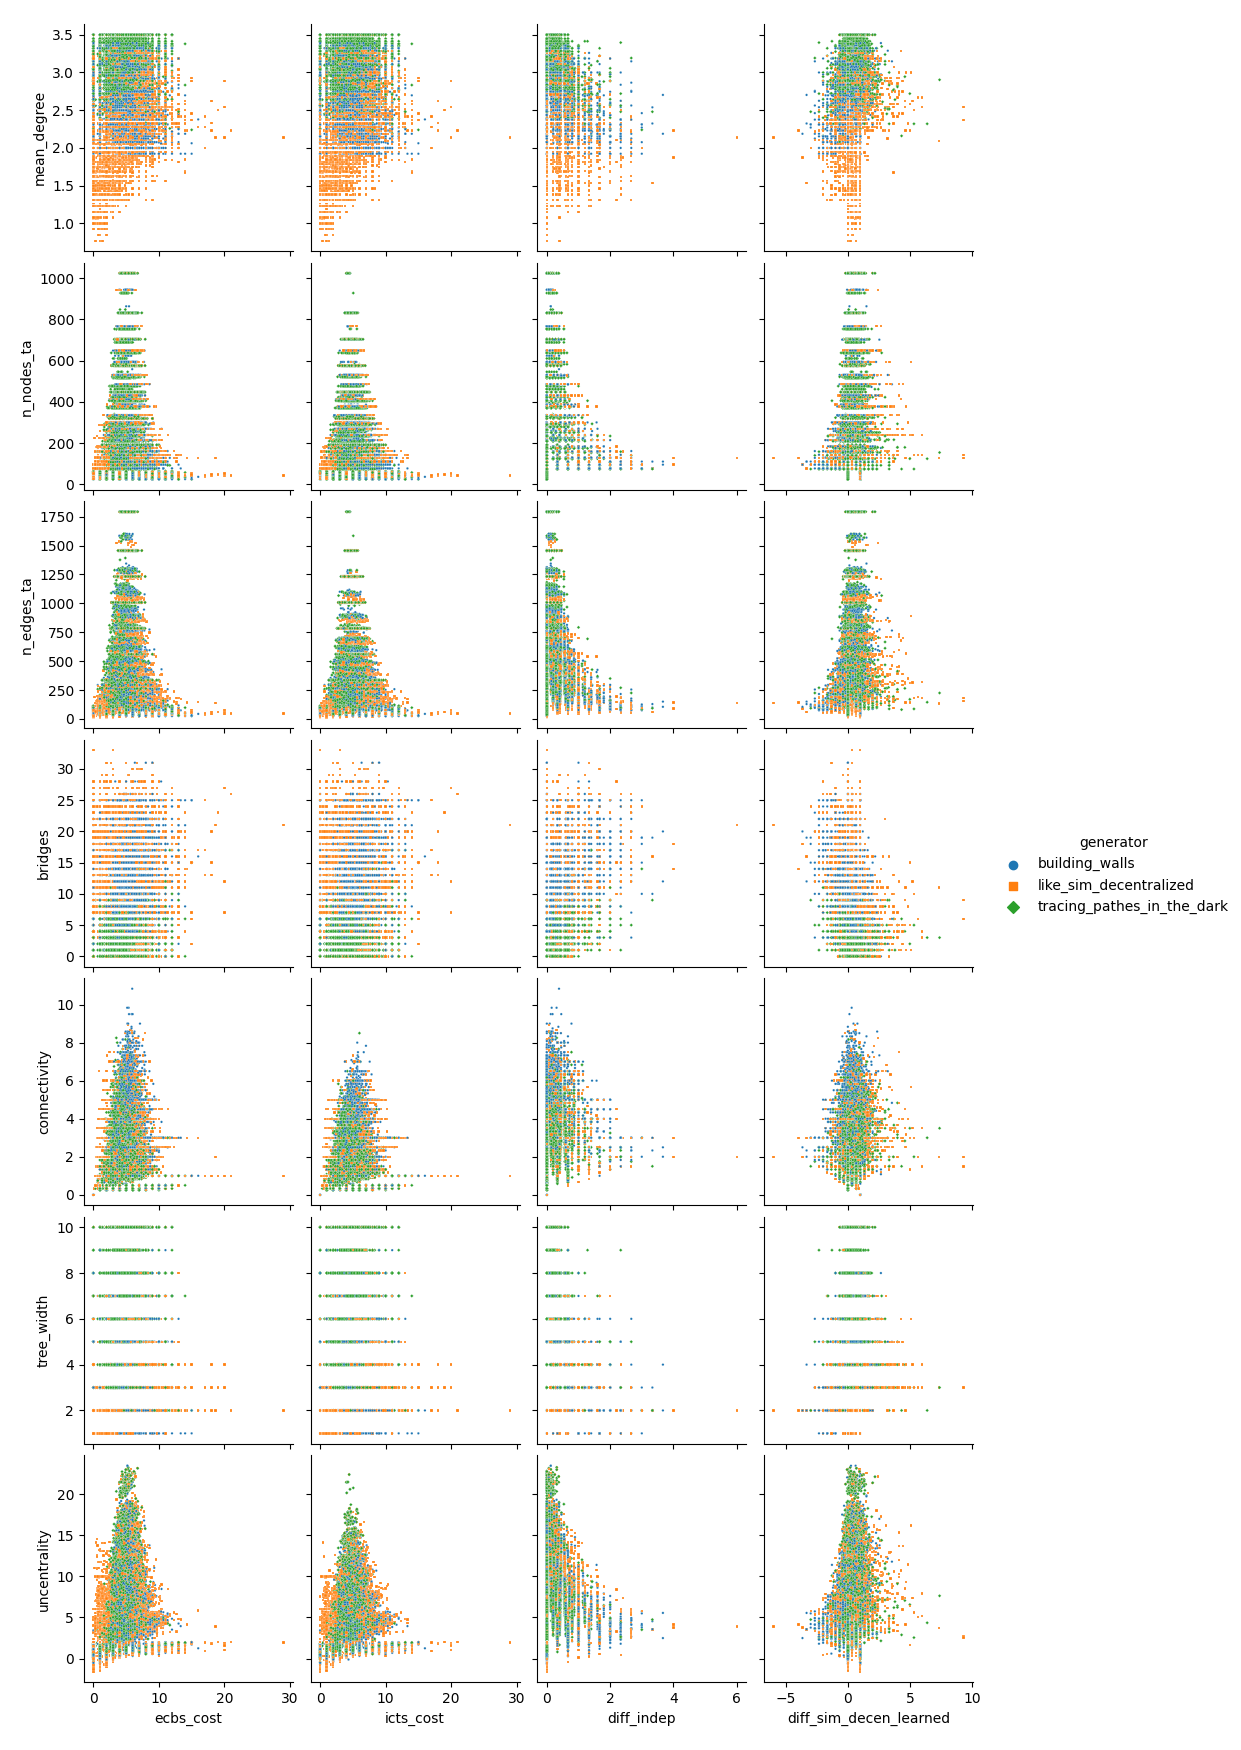 3.5
3.0
2.5
2.0
1.5
1.0
mean_degree
1000
800
600
400
200
0
n_nodes_ta
1750
1500
1250
1000
750
500
250
0
n_edges_ta
30
25
20
15
10
5
0
bridges
generator
building_walls
like_sim_decentralized
tracing_pathes_in_the_dark
10
8
6
4
2
0
connectivity
10
8
6
4
2
tree_width
20
15
10
5
0
uncentrality
0 10 20 30
ecbs_cost
0 10 20 30
icts_cost
0 2 4 6
diff_indep
−5 0 5 10
diff_sim_decen_learned